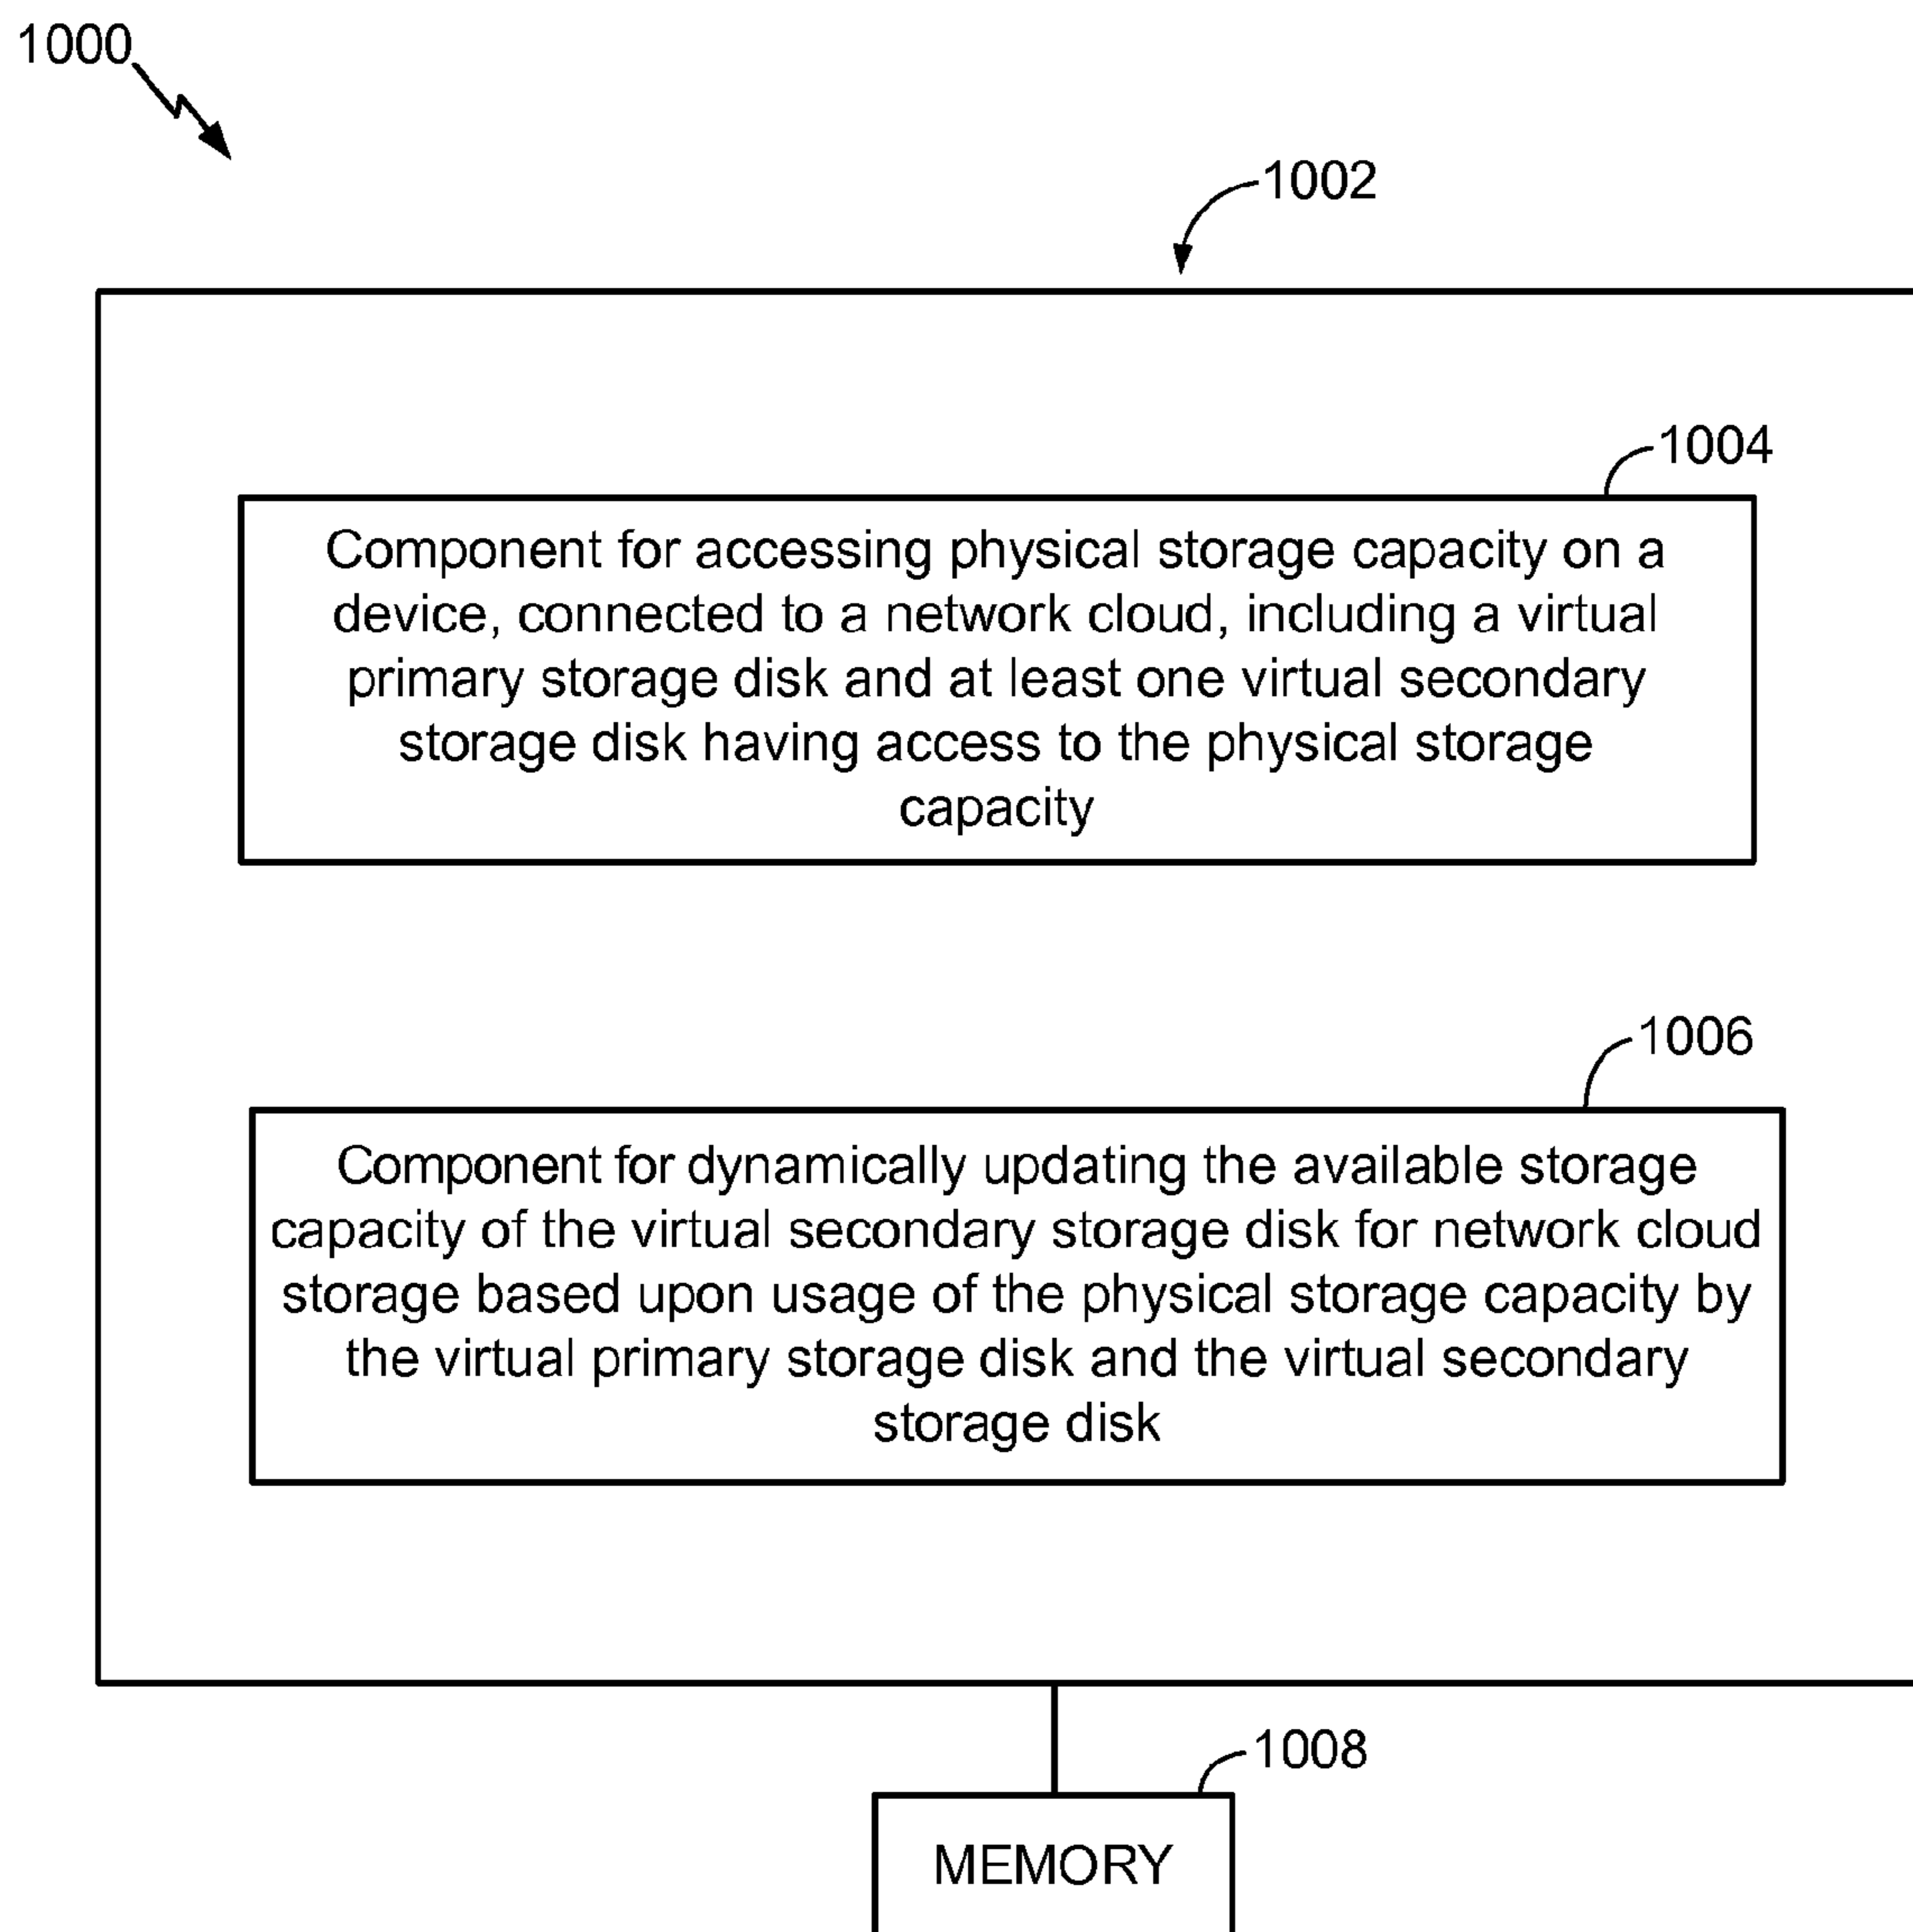 1000
1002
1004
Component for accessing physical storage capacity on a
device, connected to a network cloud, including a virtual
primary storage disk and at least one virtual secondary
storage disk having access to the physical storage
capacity
1006
Component for dynamically updating the available storage
capacity of the virtual secondary storage disk for network cloud
storage based upon usage of the physical storage capacity by
the virtual primary storage disk and the virtual secondary
storage disk
1008
MEMORY